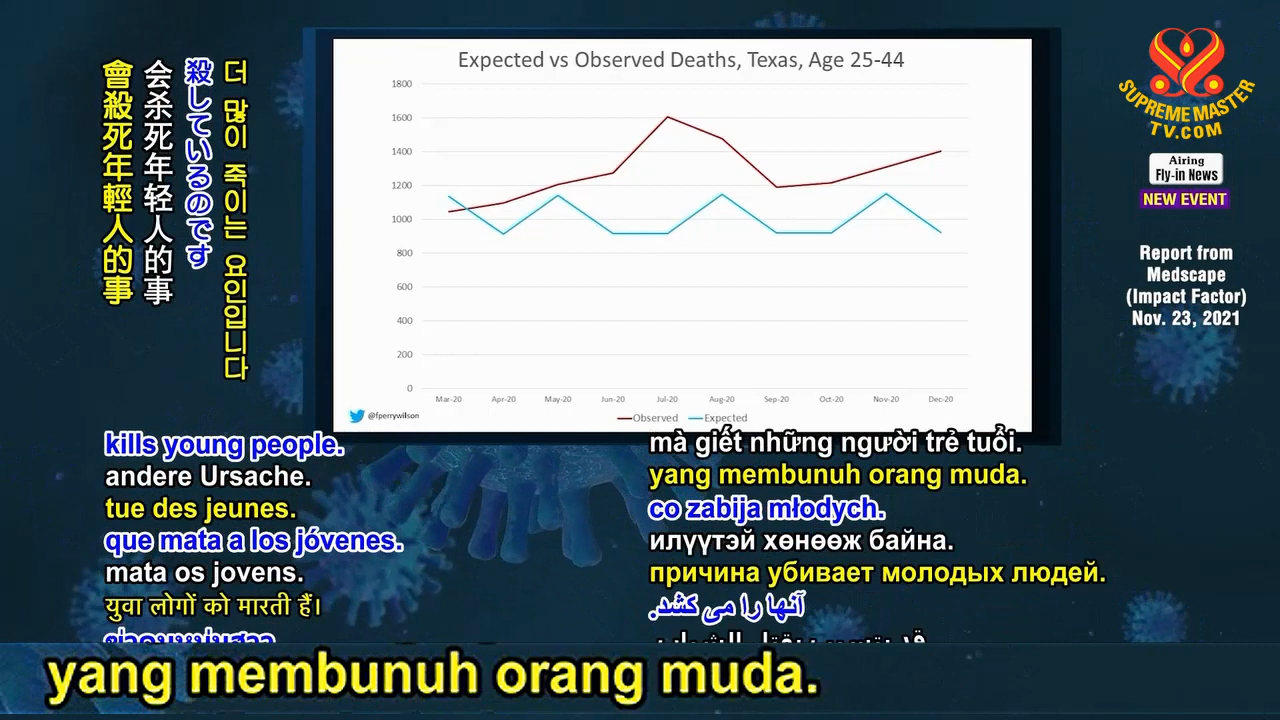 會殺死年輕人的事
会杀死年轻人的事
殺しているのです
더 많이 죽이는 요인입니다
Expected vs Observed Deaths, Texas, Age 25-44
1800
1600
1400
1200
1000
800
600
400
200
0
Mar-20 Apr-20 May-20 Jun-20 Jul-20 Aug-20 Sep-20 Oct-20 Nov-20 Dec-20
Observed Expected
@fperrywilson
SUPREME MASTER
TV.COM
Airing
Fly-in News
NEW EVENT
Report from
Medscape
(Impact Factor)
Nov. 23, 2021
kills young people.
andere Ursache.
tue des jeunes.
que mata a los jóvenes.
mata os jovens.
युवा लोगों को मारती हैं।
mà giết những người trẻ tuổi.
yang membunuh orang muda.
co zabija młodych.
илүүтэй хөнөөж байна.
причина убивает молодых людей.
آنها را می کشد.
yang membunuh orang muda.